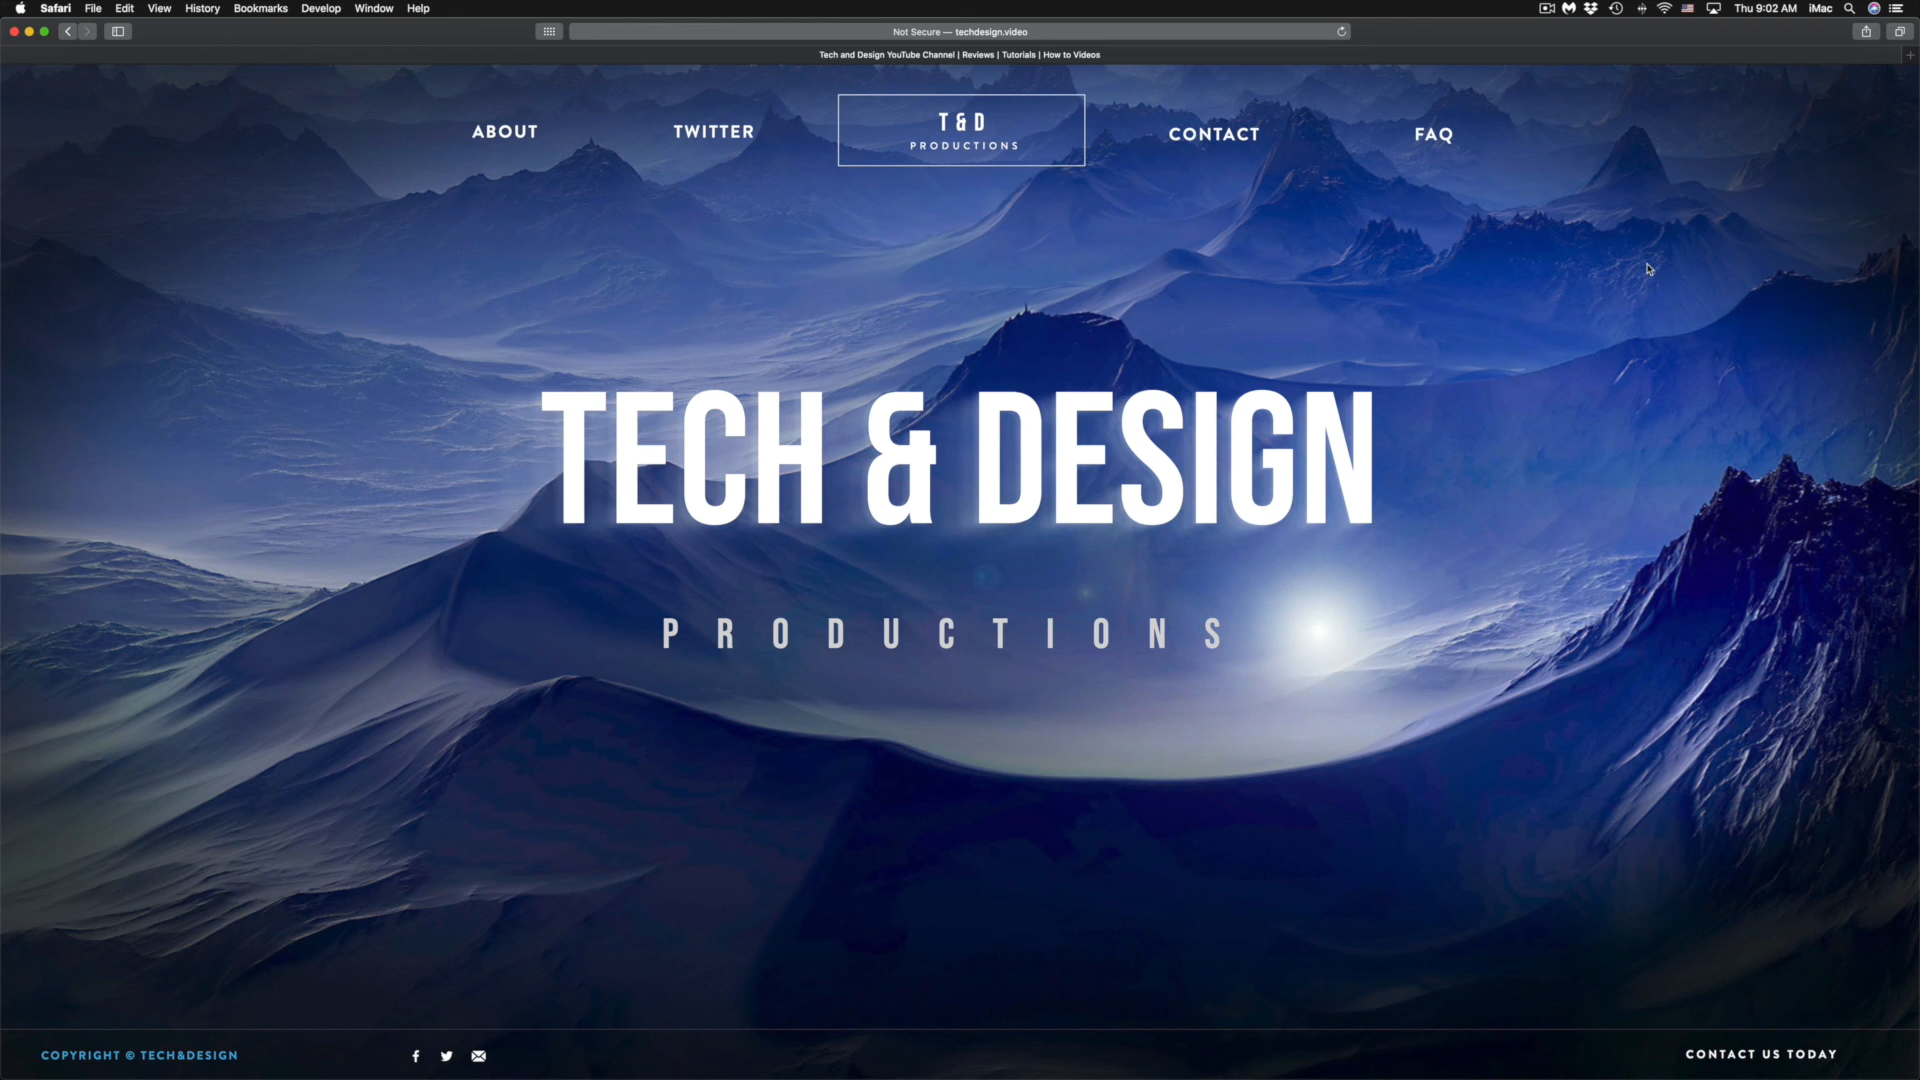 Safari File Edit View History Bookmarks Develop Window Help Thu 9:02 AM iMac
Not Secure — techdesign.video
Tech and Design YouTube Channel | Reviews | Tutorials | How to Videos
ABOUT TWITTER T & D CONTACT FAQ
PRODUCTIONS
TECH & DESIGN
PRODUCTIONS
COPYRIGHT © TECH&DESIGN CONTACT US TODAY